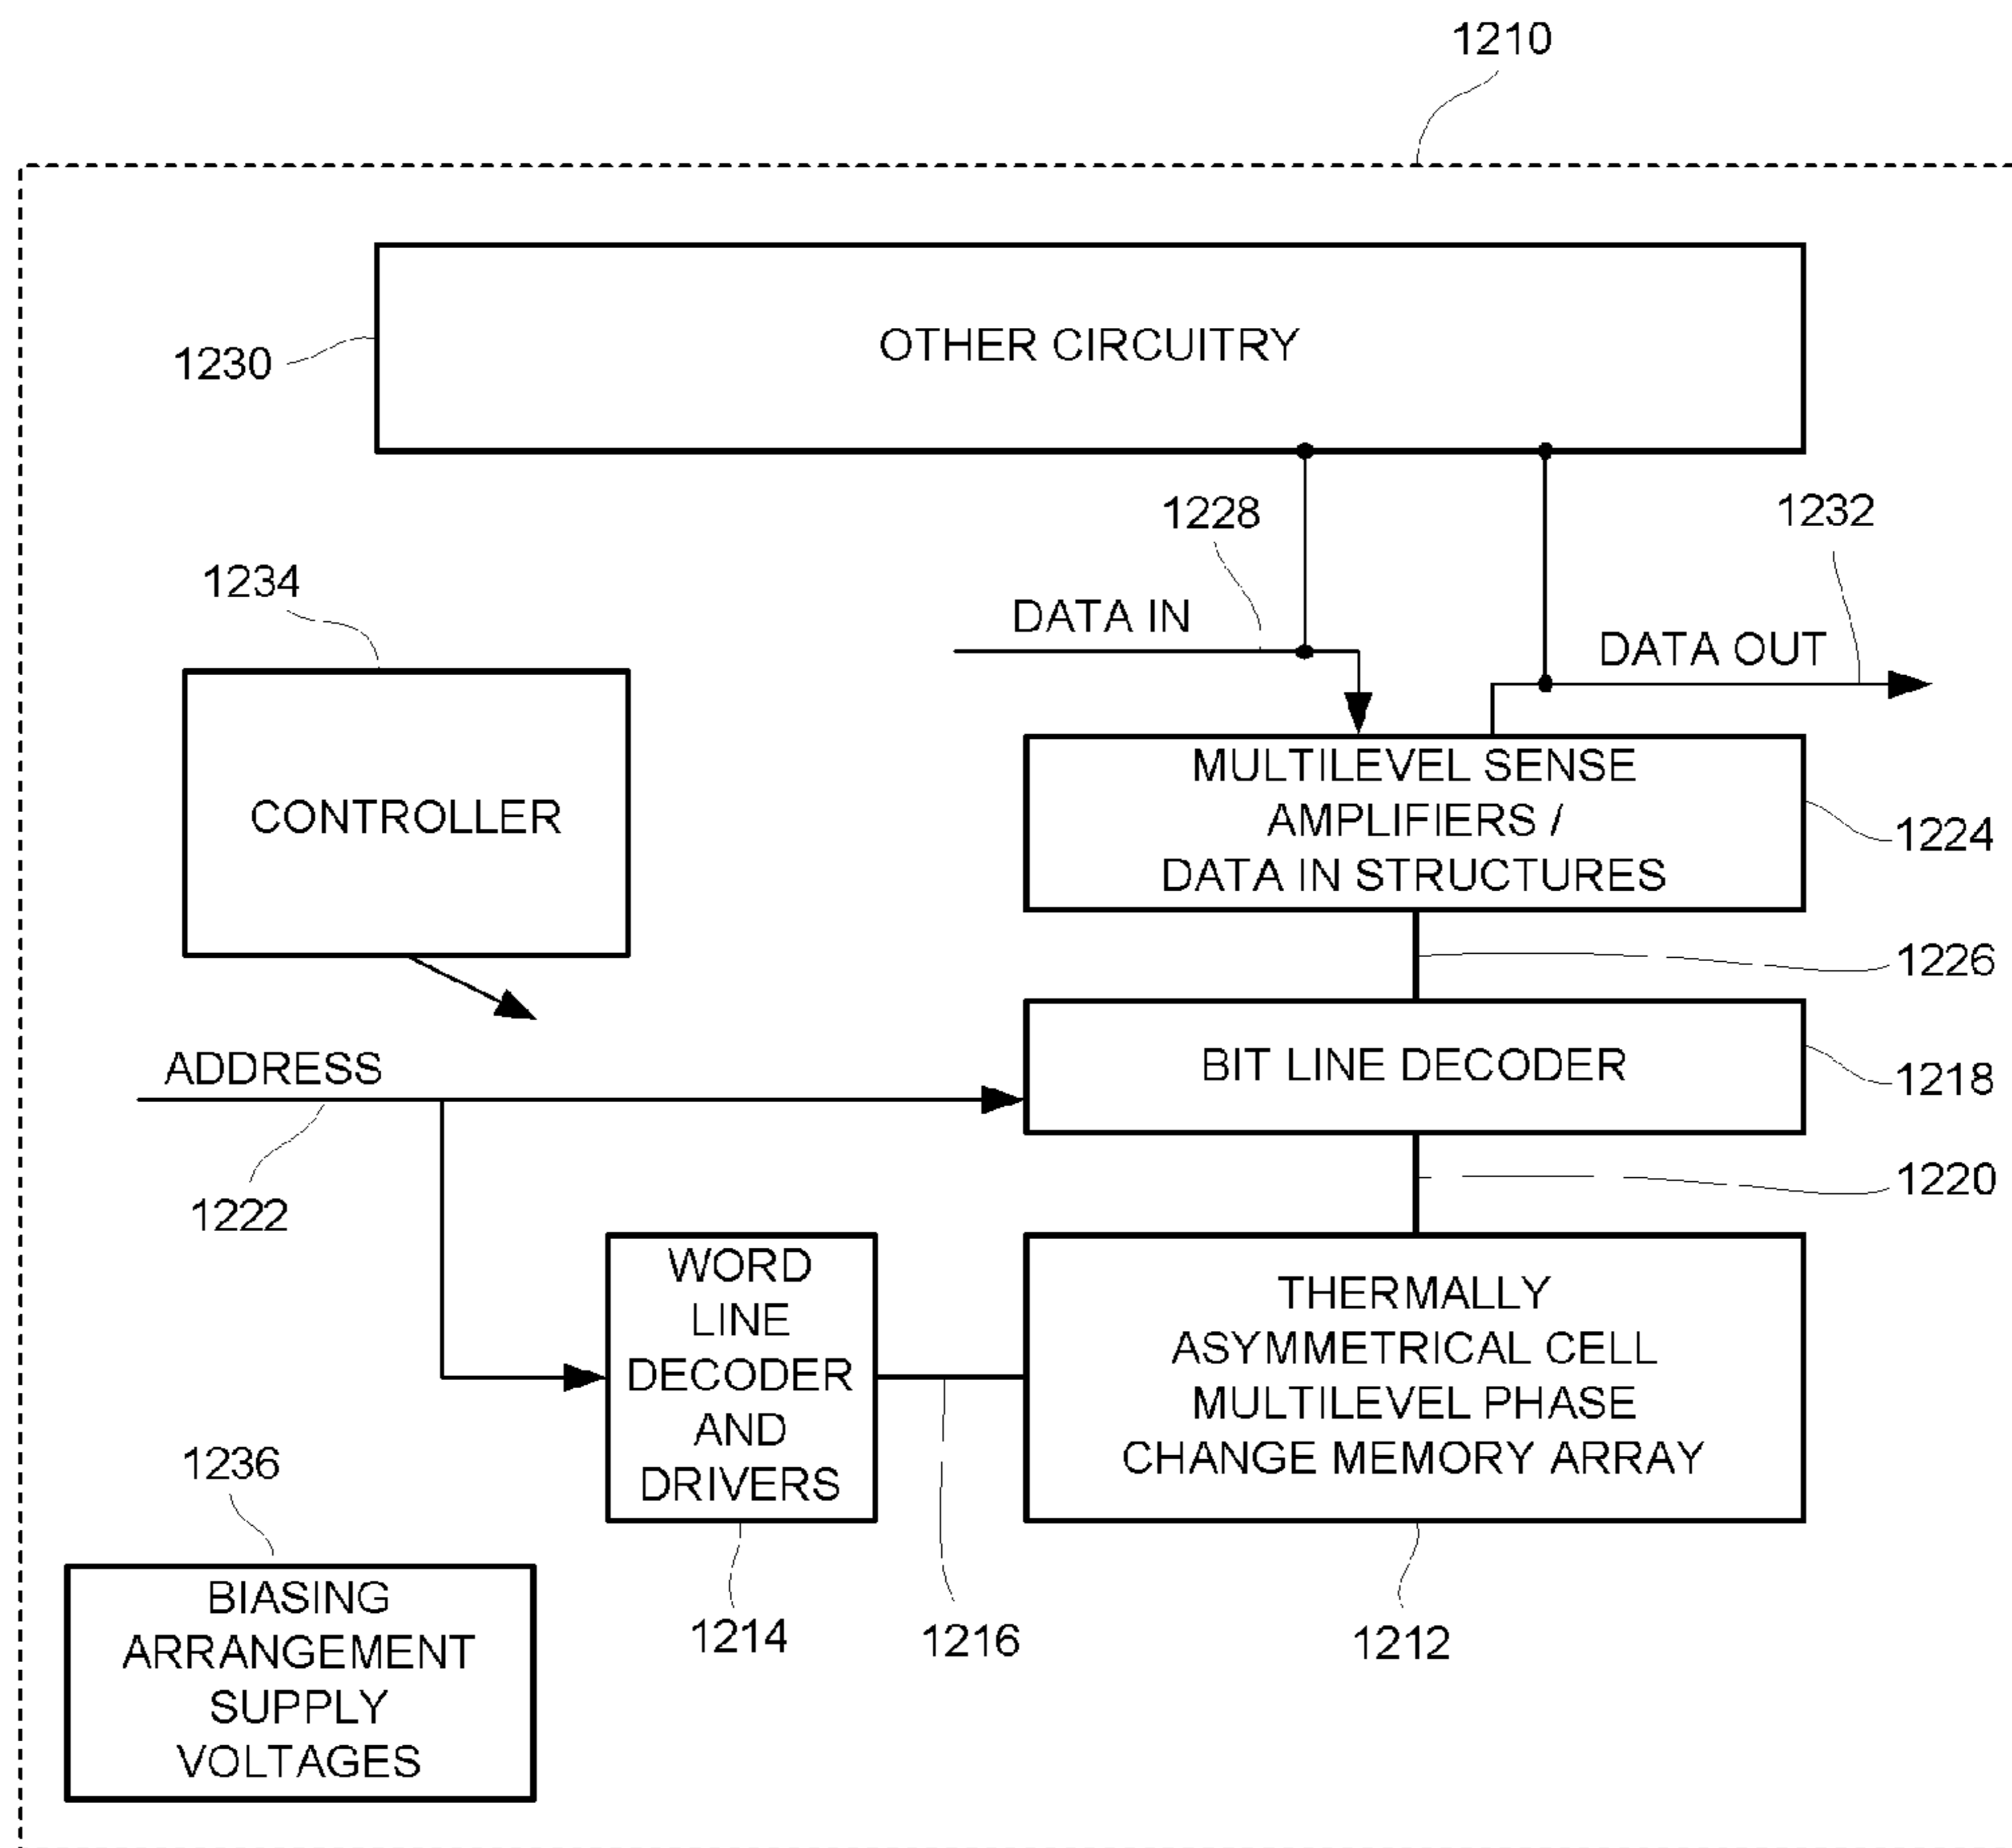 1210
OTHER CIRCUITRY
1230
1228
1232
DATA IN
DATA OUT
1234
CONTROLLER
MULTILEVEL SENSE
AMPLIFIERS /
DATA IN STRUCTURES
1224
1226
ADDRESS
BIT LINE DECODER
1218
1222
1220
WORD
LINE
DECODER
AND
DRIVERS
THERMALLY
ASYMMETRICAL CELL
MULTILEVEL PHASE
CHANGE MEMORY ARRAY
1236
BIASING
ARRANGEMENT
SUPPLY
VOLTAGES
1214
1216
1212